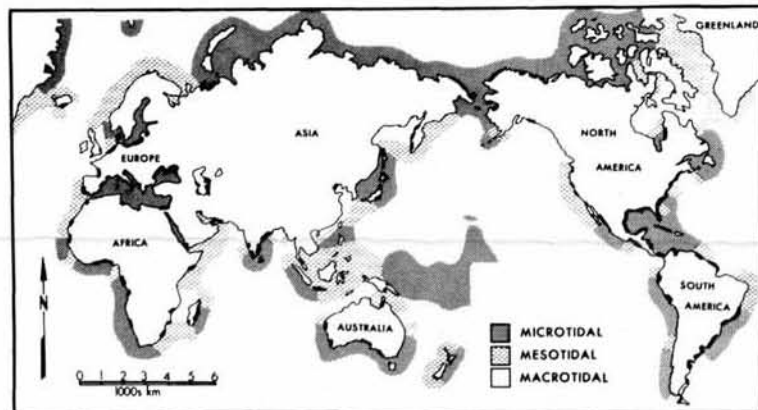 GREENLAND
ASIA
NORTH
AMERICA
EUROPE
AFRICA
SOUTH
AMERICA
AUSTRALIA
N
MICROTIDAL
MESOTIDAL
MACROTIDAL
0 1 2 3 4 5 6
1000s km